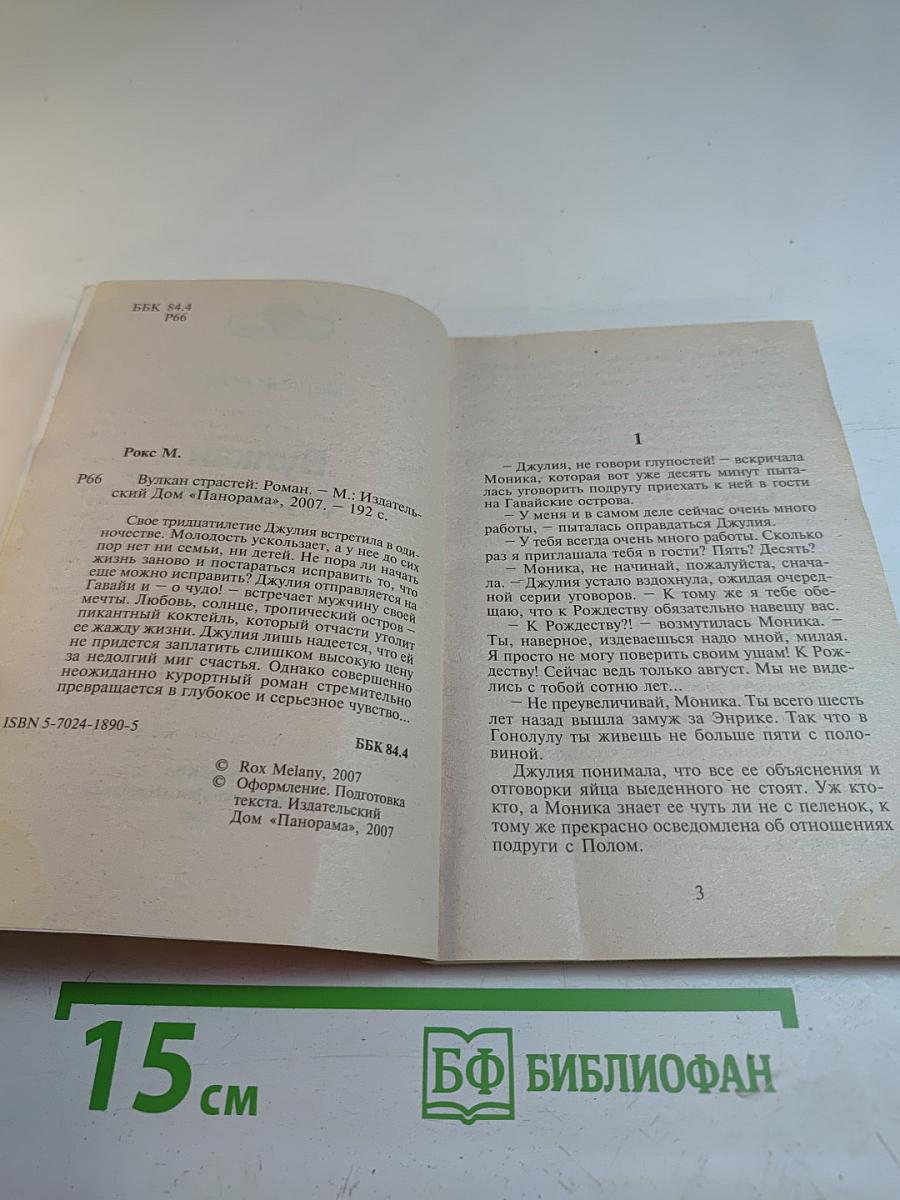 ББК 84.4
Р66
Рокс М.
Р66 Вулкан страстей: Роман. – М.: Издатель-
ский Дом «Панорама», 2007. – 192 с.
Свое тридцатилетие Джулия встретила в оди-
ночестве. Молодость ускользает, а у нее до сих
пор нет ни семьи, ни детей. Не пора ли начать
жизнь заново и постараться исправить то, что
еще можно исправить? Джулия отправляется на
Гавайи и – о чудо! – встречает мужчину своей
мечты. Любовь, солнце, тропический остров –
пикантный коктейль, который отчасти утолит
ее жажду жизни. Джулия лишь надеется, что ей
не придется заплатить слишком высокую цену
за недолгий миг счастья. Однако совершенно
неожиданно курортный роман стремительно
превращается в глубокое и серьезное чувство...
ISBN 5-7024-1890-5
ББК 84.4
© Rox Melany, 2007
© Оформление. Подготовка
текста. Издательский
Дом «Панорама», 2007
1
– Джулия, не говори глупостей! – вскричала
Моника, которая вот уже десять минут пыта-
лась уговорить подругу приехать к ней в гости
на Гавайские острова.
– У меня и в самом деле сейчас очень много
работы, – пыталась оправдаться Джулия.
– У тебя всегда очень много работы. Сколько
раз я приглашала тебя в гости? Пять? Десять?
– Моника, не начинай, пожалуйста, снача-
ла. – Джулия устало вздохнула, ожидая очеред-
ной серии уговоров. – К тому же я тебе обе-
щаю, что к Рождеству обязательно навещу вас.
– К Рождеству?! – возмутилась Моника. –
Ты, наверное, издеваешься надо мной, милая.
Я просто не могу поверить своим ушам! К Рож-
деству! Сейчас ведь только август. Мы не виде-
лись с тобой сотню лет...
– Не преувеличивай, Моника. Ты всего шесть
лет назад вышла замуж за Энрике. Так что в
Гонолулу ты живешь не больше пяти с поло-
виной.
Джулия понимала, что все ее объяснения и
отговорки яйца выеденного не стоят. Уж кто-
кто, а Моника знает ее чуть ли не с пеленок, к
тому же прекрасно осведомлена об отношениях
подруги с Полом.
3
15 см
БФ БИБЛИОФАН